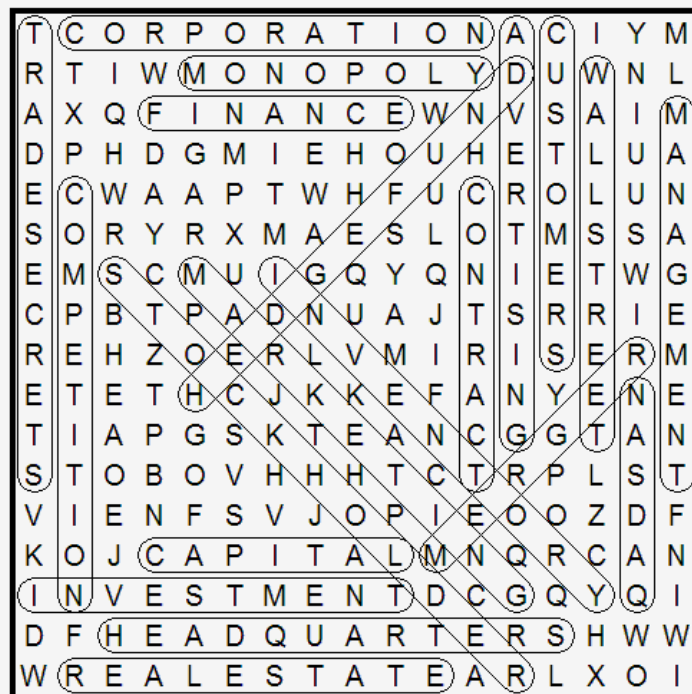 T C O R P O R A T I O N A C I Y M
R T I W M O N O P O L Y D U W N L
A X Q F I N A N C E W N V S A I M
D P H D G M I E H O U H E T L U A
E C W A A P T W H F U C R O L U N
S O R Y R X M A E S L O T M S S A
E M S C M U I G Q Y Q N I E T W G
C P B T P A D N U A J T S R R I E
R E H Z O E R L V M I R I S E R M
E T E T H C J K K E F A N Y E N E
T I A P G S K T E A N C G G T A N
S T O B O V H H H T C T R P L S T
V I E N F S V J O P I E O O Z D F
K O J C A P I T A L M N Q R C A N
I N V E S T M E N T D C G Q Y Q I
D F H E A D Q U A R T E R S H W W
W R E A L E S T A T E A R L X O I